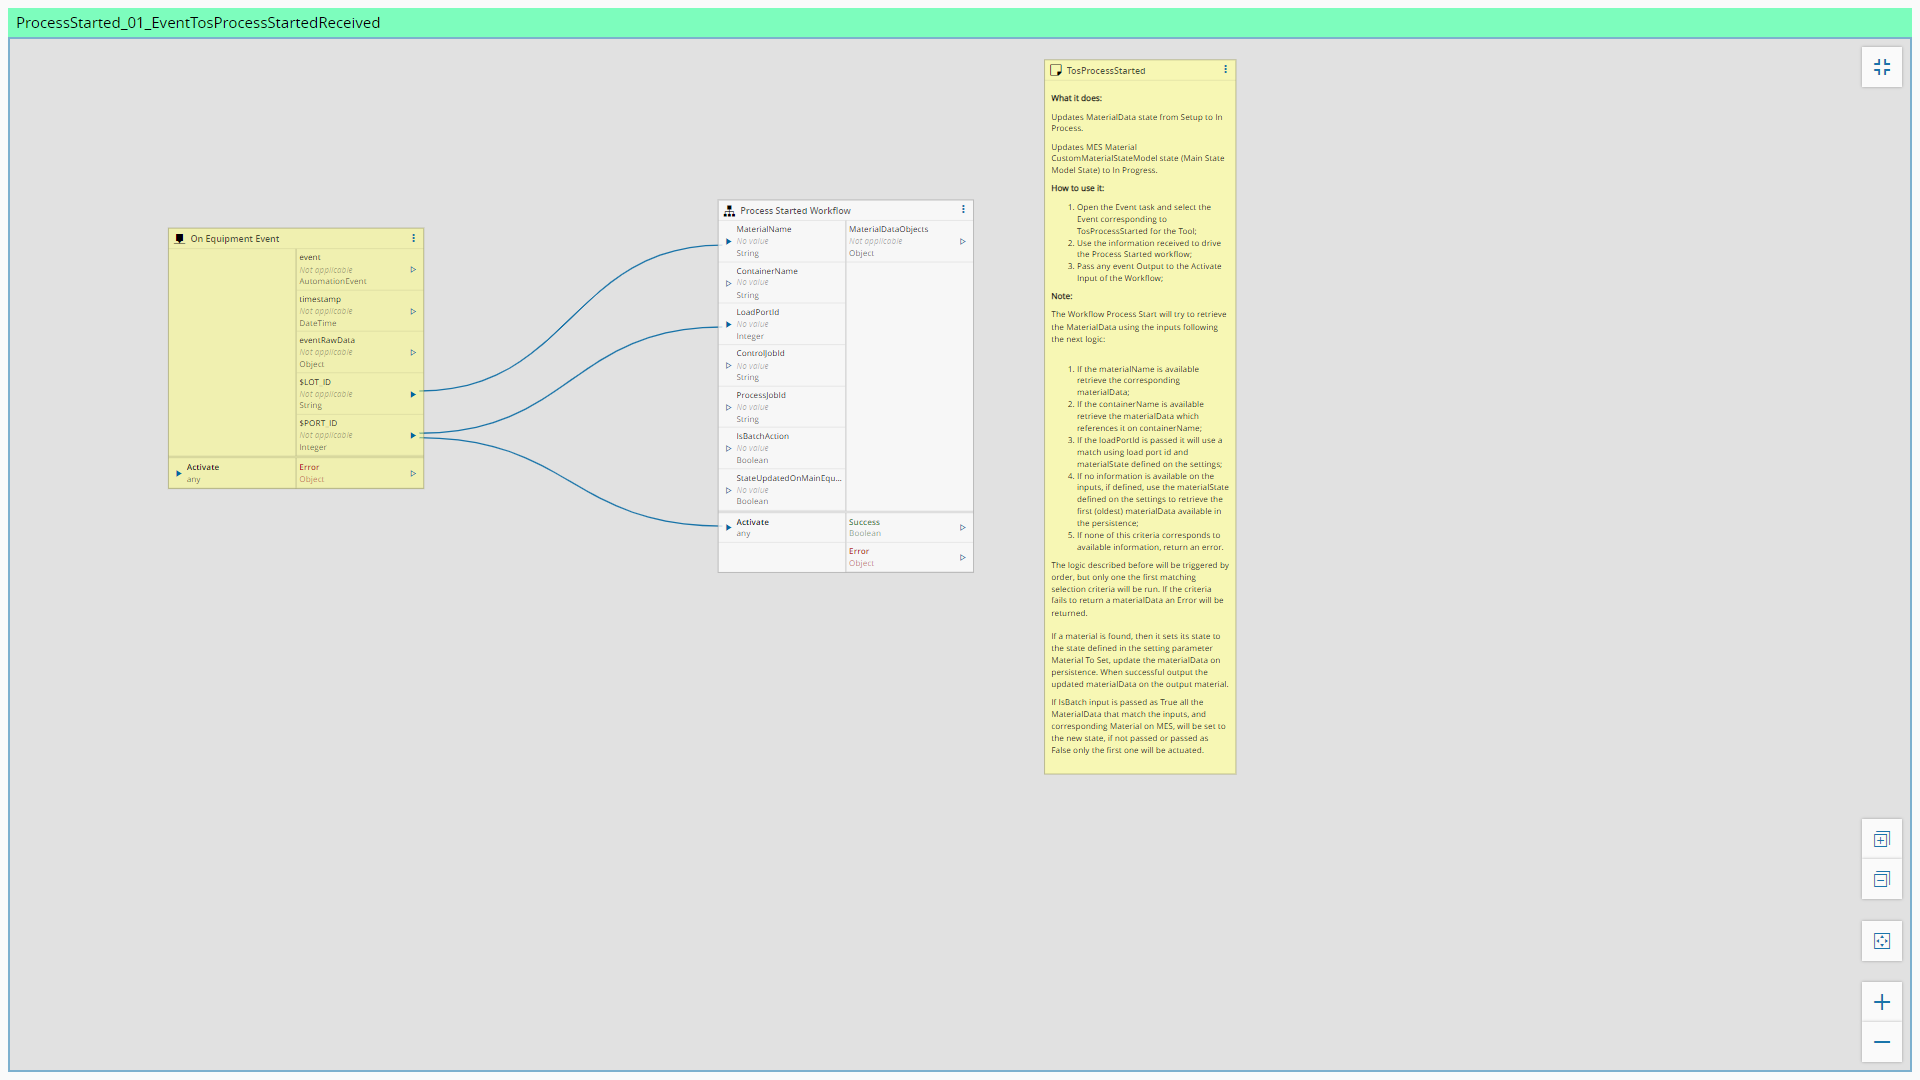 ProcessStarted_01_EventTosProcessStartedReceived
On Equipment Event
event
Not applicable
AutomationEvent
timestamp
Not applicable
DateTime
eventRawData
Not applicable
Object
$LOT_ID
Not applicable
String
$PORT_ID
Not applicable
Integer
Activate
any
Error
Object
Process Started Workflow
MaterialName
No value
String
ContainerName
No value
String
LoadPortId
No value
Integer
ControlJobId
No value
String
ProcessJobId
No value
String
IsBatchAction
No value
Boolean
StateUpdatedOnMainEqu...
No value
Boolean
MaterialDataObjects
Not applicable
Object
Activate
any
Success
Boolean
Error
Object
TosProcessStarted
What it does:
Updates MaterialData state from Setup to In
Process.
Updates MES Material
CustomMaterialStateModel state (Main State
Model State) to In Progress.
How to use it:
1. Open the Event task and select the
Event corresponding to
TosProcessStarted for the Tool;
2. Use the information received to drive
the Process Started workflow;
3. Pass any event Output to the Activate
Input of the Workflow;
Note:
The Workflow Process Start will try to retrieve
the MaterialData using the inputs following
the next logic:
1. If the materialName is available
retrieve the corresponding
materialData;
2. If the containerName is available
retrieve the materialData which
references it on containerName;
3. If the loadPortId is passed it will use a
match using load port id and
materialState defined on the settings;
4. If no information is available on the
inputs, if defined, use the materialState
defined on the settings to retrieve the
first (oldest) materialData available in
the persistence;
5. If none of this criteria corresponds to
available information, return an error.
The logic described before will be triggered by
order, but only one the first matching
selection criteria will be run. If the criteria
fails to return a materialData an Error will be
returned.
If a material is found, then it sets its state to
the state defined in the setting parameter
Material To Set, update the materialData on
persistence. When successful output the
updated materialData on the output material.
If IsBatch input is passed as True all the
MaterialData that match the inputs, and
corresponding Material on MES, will be set to
the new state, if not passed or passed as
False only the first one will be actuated.